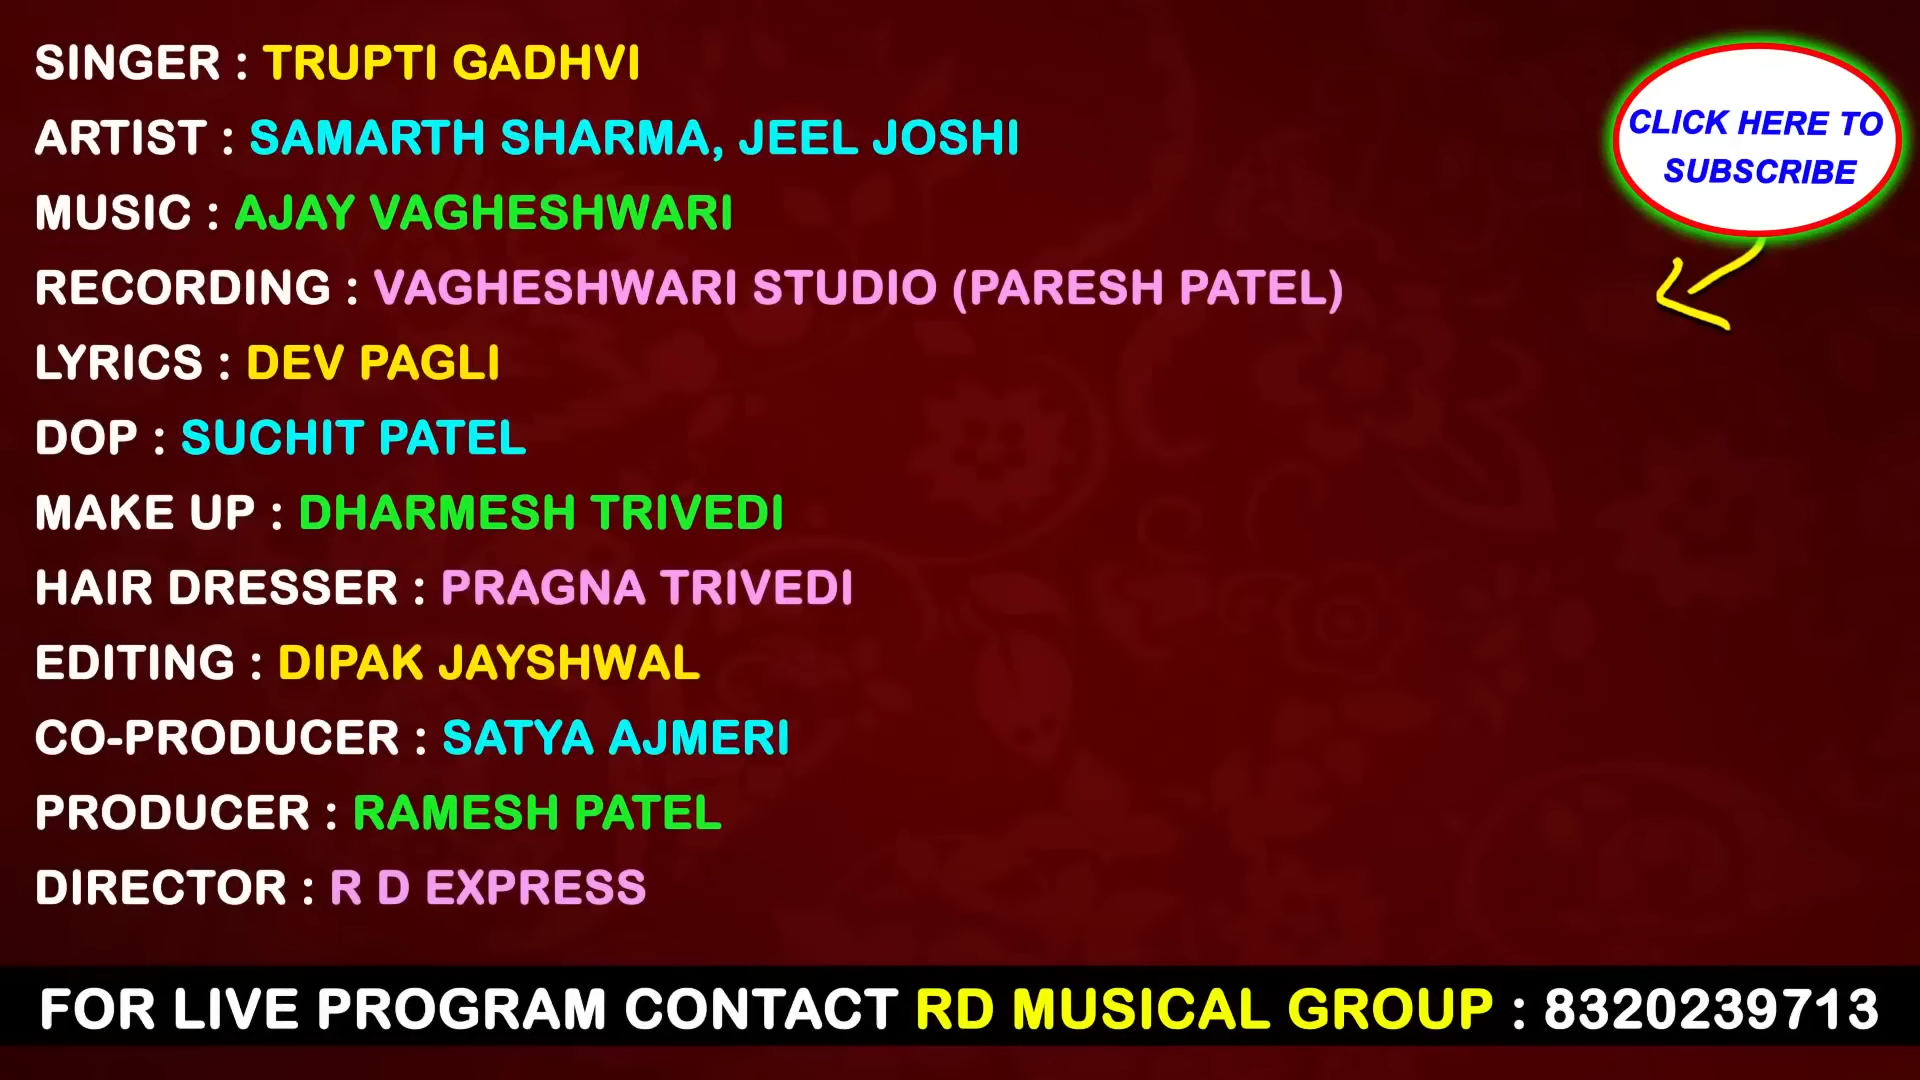 SINGER : TRUPTI GADHVI
ARTIST : SAMARTH SHARMA, JEEL JOSHI
MUSIC : AJAY VAGHESHWARI
RECORDING : VAGHESHWARI STUDIO (PARESH PATEL)
LYRICS : DEV PAGLI
DOP : SUCHIT PATEL
MAKE UP : DHARMESH TRIVEDI
HAIR DRESSER : PRAGNA TRIVEDI
EDITING : DIPAK JAYSHWAL
CO-PRODUCER : SATYA AJMERI
PRODUCER : RAMESH PATEL
DIRECTOR : R D EXPRESS
CLICK HERE TO
SUBSCRIBE
FOR LIVE PROGRAM CONTACT RD MUSICAL GROUP : 8320239713